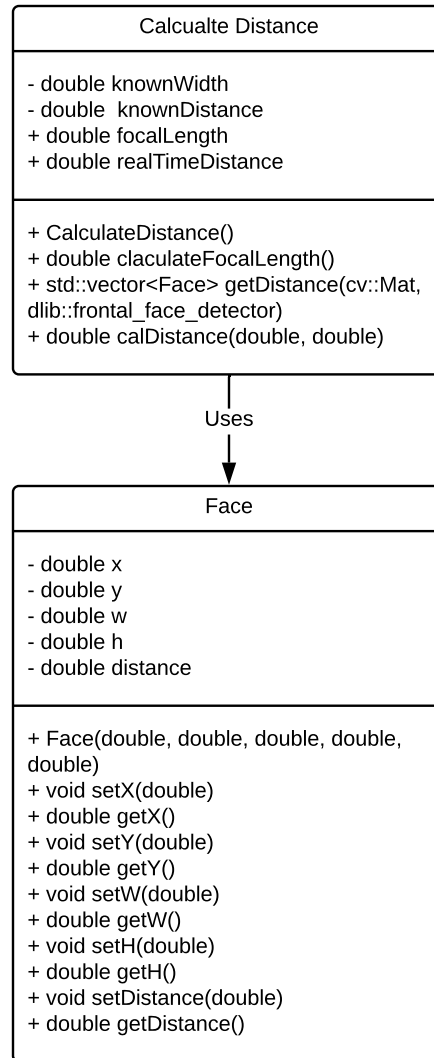 Calcualte Distance
- double knownWidth
- double  knownDistance
+ double focalLength
+ double realTimeDistance
+ CalculateDistance()
+ double claculateFocalLength()
+ std::vector<Face> getDistance(cv::Mat,
dlib::frontal_face_detector)
+ double calDistance(double, double)
Uses
Face
- double x
- double y
- double w
- double h
- double distance
+ Face(double, double, double, double,
double)
+ void setX(double)
+ double getX()
+ void setY(double)
+ double getY()
+ void setW(double)
+ double getW()
+ void setH(double)
+ double getH()
+ void setDistance(double)
+ double getDistance()